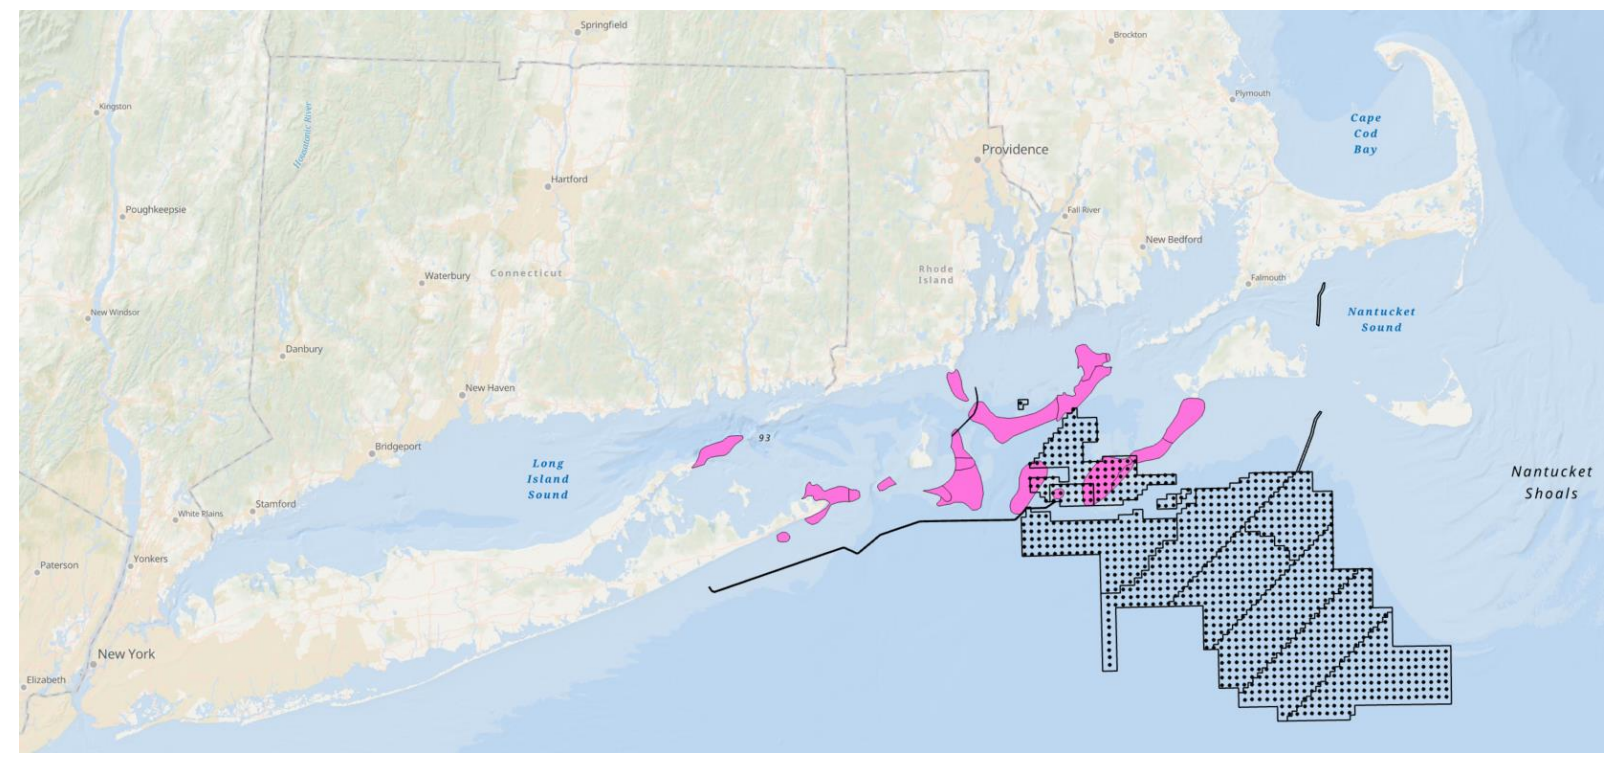 Springfield
Brockton
Kingston
Plymouth
Housatonic River
Cape
Cod
Bay
Providence
Hartford
Poughkeepsie
Fall River
New Bedford
Waterbury
Connecticut
Rhode
Island
Falmouth
New Windsor
Nantucket
Sound
Danbury
New Haven
93
Bridgeport
Long
Island
Sound
Nantucket
Shoals
Stamford
White Plains
Yonkers
Paterson
New York
Elizabeth